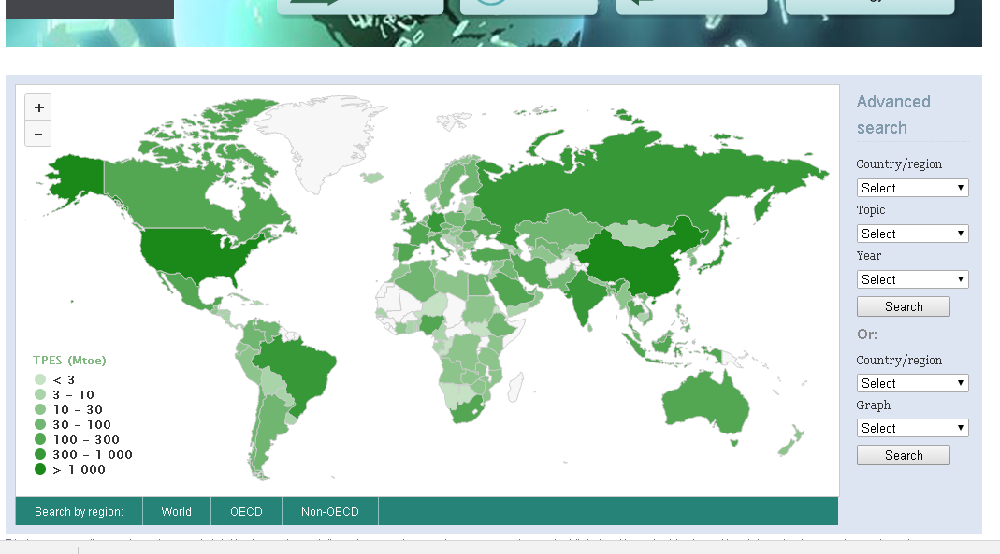 +
−
TPES (Mtoe)
< 3
3 – 10
10 – 30
30 – 100
100 – 300
300 – 1 000
> 1 000
Search by region:
World
OECD
Non-OECD
Advanced
search
Country/region
Select
Topic
Select
Year
Select
Search
Or:
Country/region
Select
Graph
Select
Search